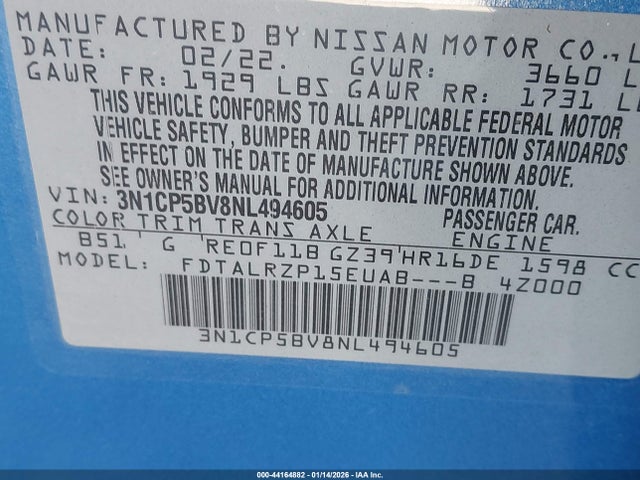 MANUFACTURED BY NISSAN MOTOR CO., L
DATE: 02/22. GVWR: 3660 L
GAWR FR: 1929 LBS GAWR RR: 1731 L
THIS VEHICLE CONFORMS TO ALL APPLICABLE FEDERAL MOTOR
VEHICLE SAFETY, BUMPER AND THEFT PREVENTION STANDARDS
IN EFFECT ON THE DATE OF MANUFACTURE SHOWN ABOVE.
SEE OWNER'S MANUAL FOR ADDITIONAL INFORMATION.
VIN: 3N1CP5BV8NL494605 PASSENGER CAR.
COLOR TRIM TRANS AXLE ENGINE
B51 G RE0F11B GZ39 HR16DE 1598 CC
MODEL: FDTALRZP15EUAB---B 4Z000
3N1CP5BV8NL494605
000-44164882 - 01/14/2026 - IAA Inc.